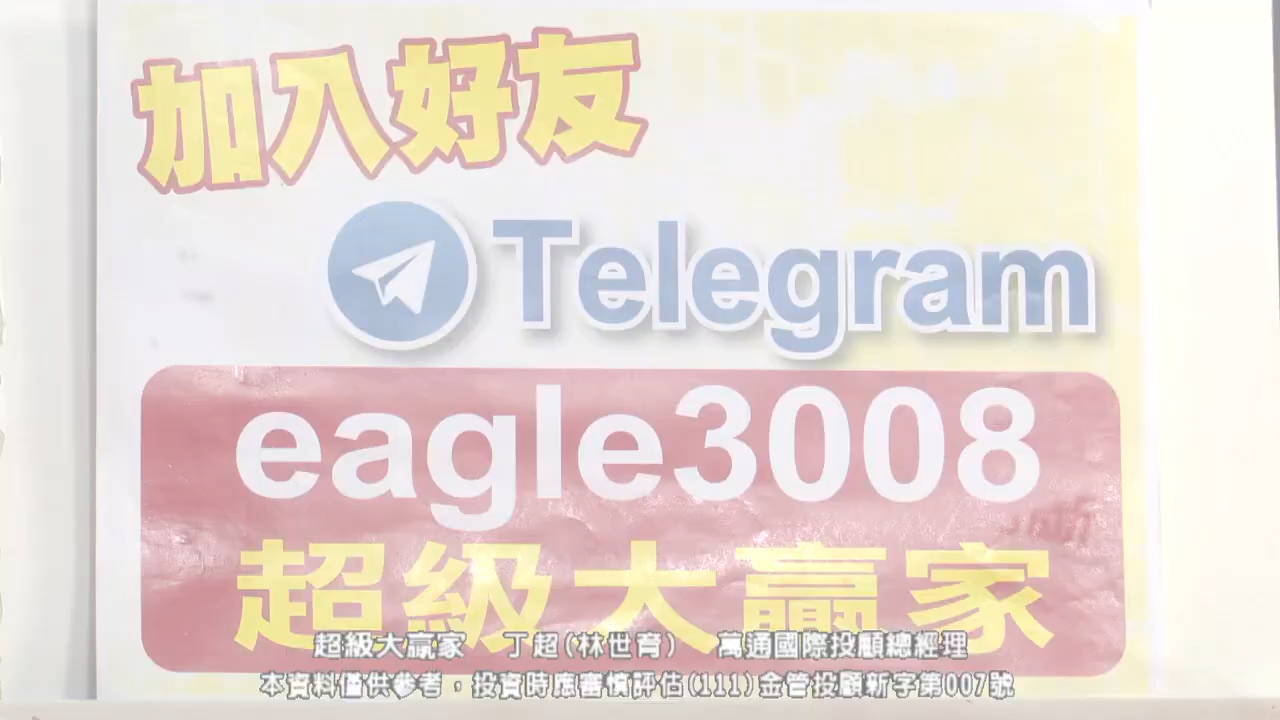 加入好友
Telegram
eagle3008
超級大贏家
超級大贏家 丁超(林世育) 萬通國際投顧總經理
本資料僅供參考，投資時應審慎評估(111)金管投顧新字第007號